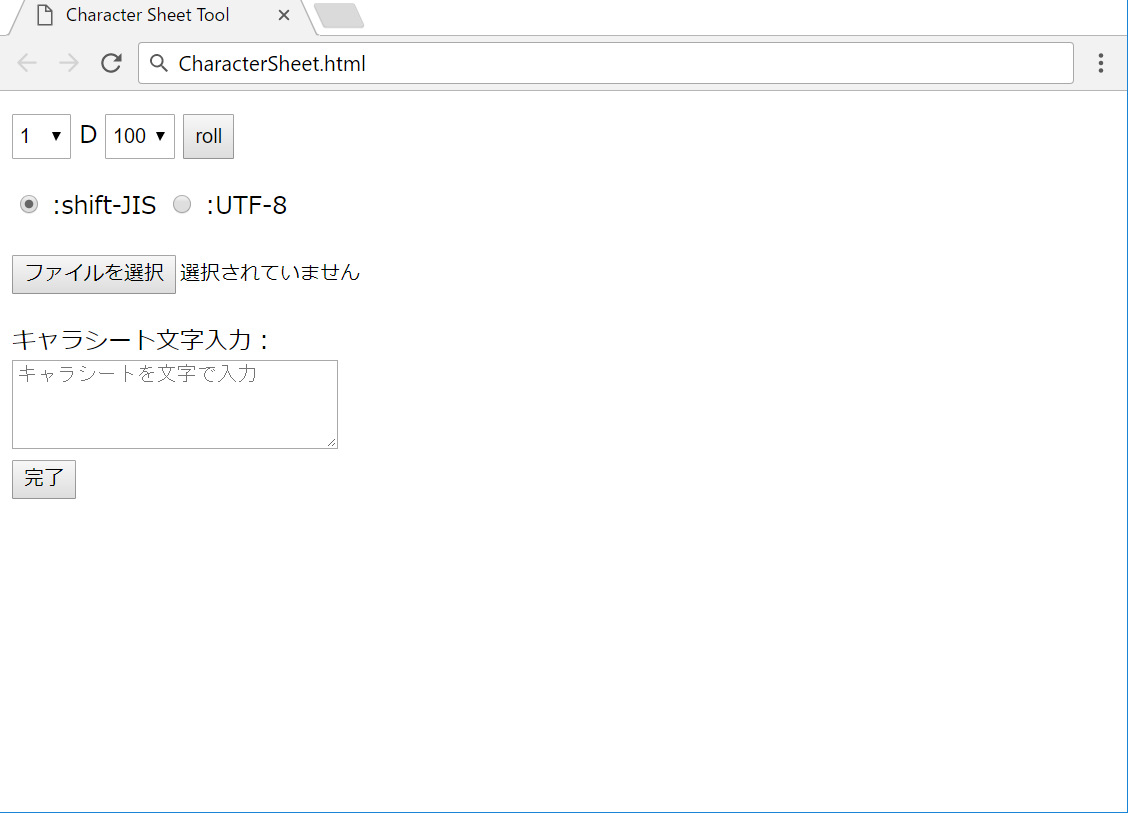 Character Sheet Tool
CharacterSheet.html
1 D 100 roll
:shift-JIS :UTF-8
ファイルを選択 選択されていません
キャラシート文字入力：
キャラシートを文字で入力
完了